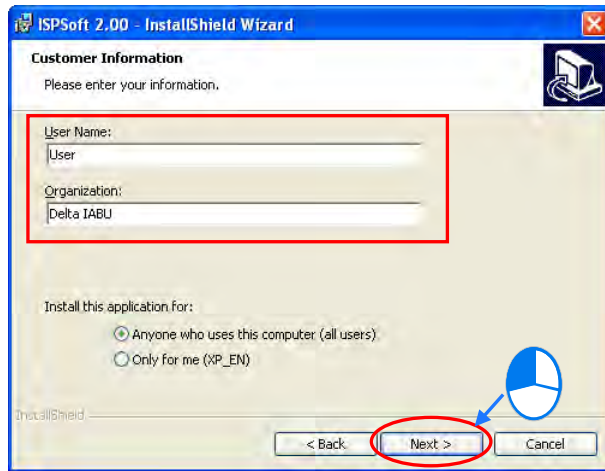 ISPSoft 2.00 - InstallShield Wizard
Customer Information
Please enter your information.
User Name:
User
Organization:
Delta IABU
Install this application for:
Anyone who uses this computer (all users)
Only for me (XP_EN)
InstallShield
< Back
Next >
Cancel